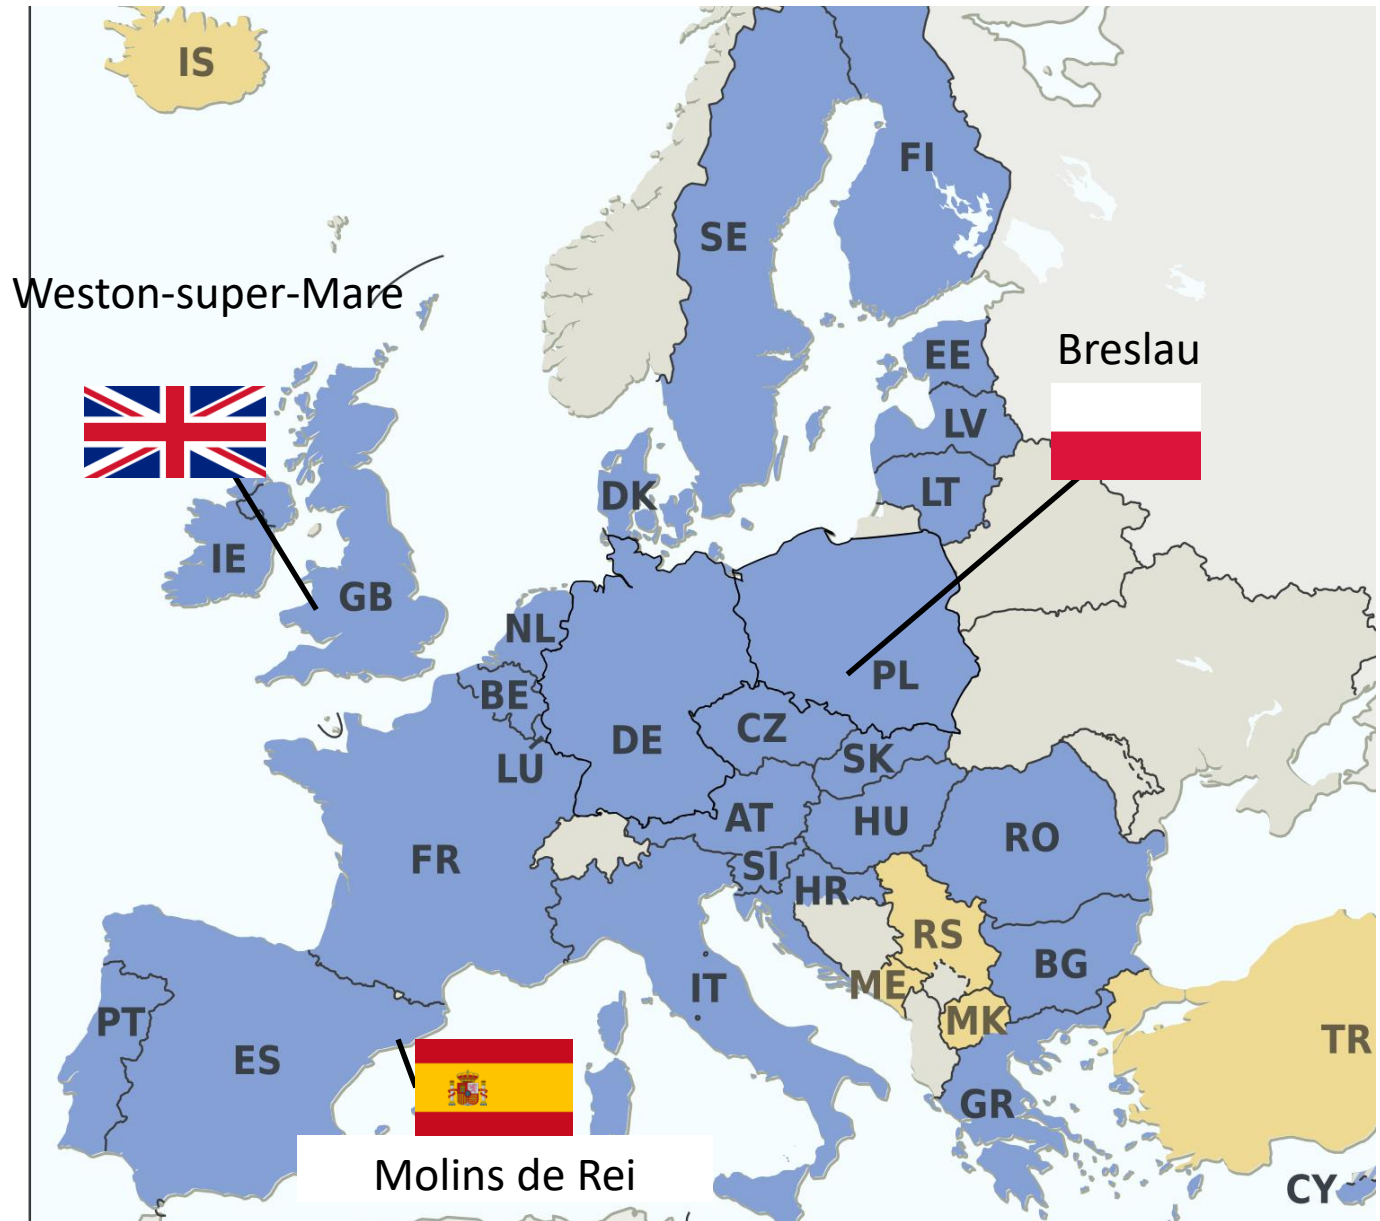 IS
FI
SE
Weston-super-Mare
EE
Breslau
LV
LT
DK
IE
GB
NL
PL
BE
CZ
DE
SK
LU
AT
HU
RO
FR
SI
HR
RS
BG
IT
ME
MK
PT
TR
ES
GR
Molins de Rei
CY